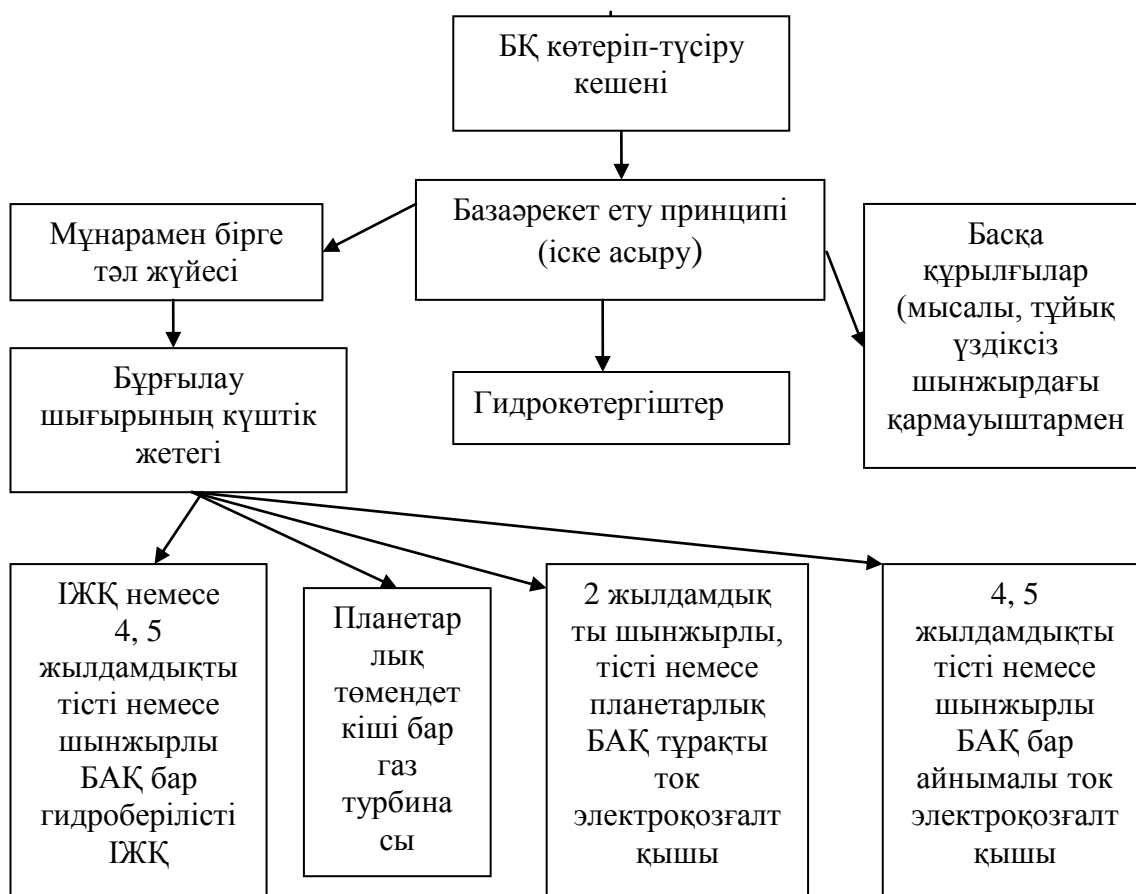 БҚ көтеріп-түсіру
кешені
Базаәрекет ету принципі
(іске асыру)
Мұнарамен бірге
тәл жүйесі
Басқа
құрылғылар
(мысалы, тұйық
үздіксіз
шынжырдағы
қармауыштармен
Бұрғылау
шығырының күштік
жетегі
Гидрокөтергіштер
ІЖҚ немесе
4, 5
жылдамдықты
тісті немесе
шынжырлы
БАҚ бар
гидроберілісті
ІЖҚ
Планетар
лық
төмендет
кіші бар
газ
турбина
сы
2 жылдамдық
ты шынжырлы,
тісті немесе
планетарлық
БАҚ тұрақты
ток
электроқозғалт
қышы
4, 5
жылдамдықты
тісті немесе
шынжырлы
БАҚ бар
айнымалы ток
электроқозғалт
қышы